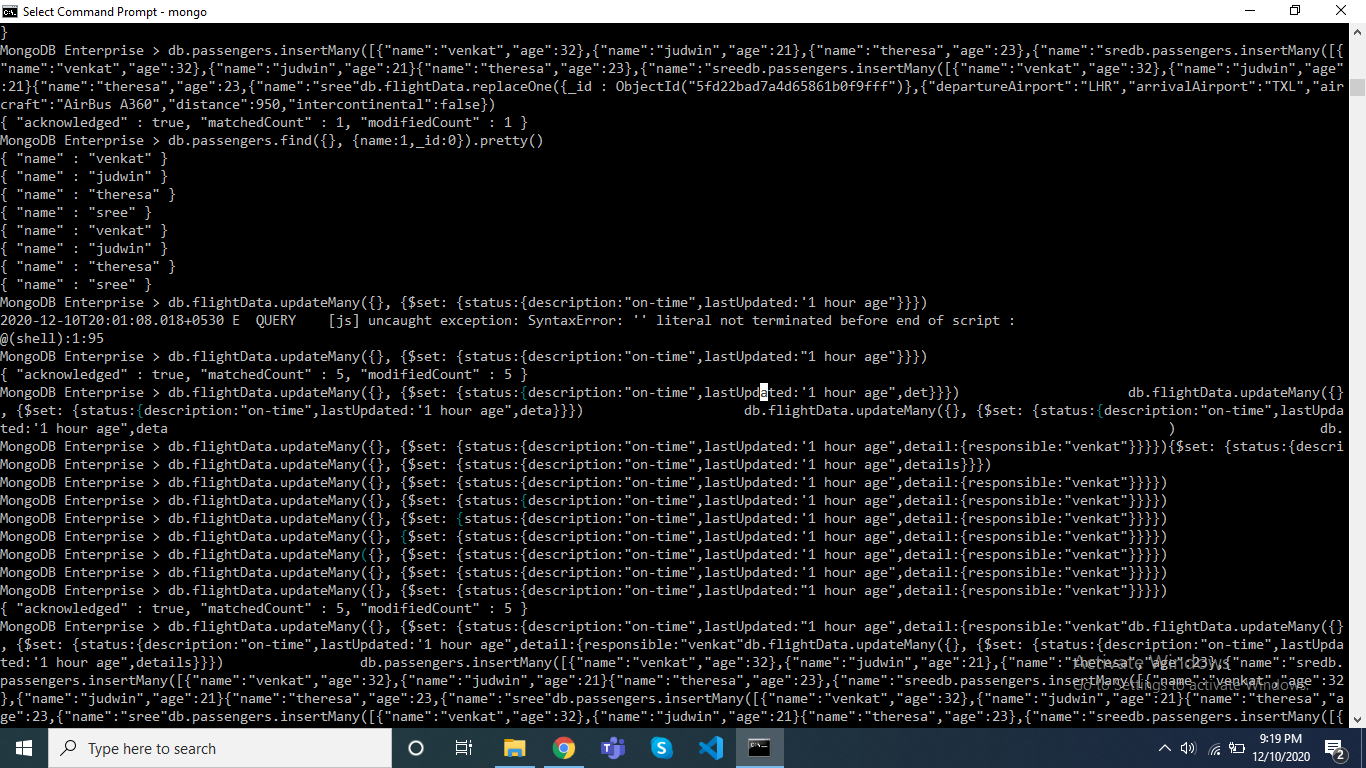 Select Command Prompt - mongo
}
MongoDB Enterprise > db.passengers.insertMany([{"name":"venkat","age":32},{"name":"judwin","age":21},{"name":"theresa","age":23},{"name":"sredb.passengers.insertMany([{
"name":"venkat","age":32},{"name":"judwin","age":21}{"name":"theresa","age":23},{"name":"sreedb.passengers.insertMany([{"name":"venkat","age":32},{"name":"judwin","age":
21}{"name":"theresa","age":23,{"name":"sree"db.flightData.replaceOne({_id : ObjectId("5fd22bad7a4d65861b0f9fff")},{"departureAirport":"LHR","arrivalAirport":"TXL","air
craft":"AirBus A360","distance":950,"intercontinental":false})
{ "acknowledged" : true, "matchedCount" : 1, "modifiedCount" : 1 }
MongoDB Enterprise > db.passengers.find({}, {name:1,_id:0}).pretty()
{ "name" : "venkat" }
{ "name" : "judwin" }
{ "name" : "theresa" }
{ "name" : "sree" }
{ "name" : "venkat" }
{ "name" : "judwin" }
{ "name" : "theresa" }
{ "name" : "sree" }
MongoDB Enterprise > db.flightData.updateMany({}, {$set: {status:{description:"on-time",lastUpdated:'1 hour age"}}})
2020-12-10T20:01:08.018+0530 E  QUERY    [js] uncaught exception: SyntaxError: '' literal not terminated before end of script :
@(shell):1:95
MongoDB Enterprise > db.flightData.updateMany({}, {$set: {status:{description:"on-time",lastUpdated:"1 hour age"}}})
{ "acknowledged" : true, "matchedCount" : 5, "modifiedCount" : 5 }
MongoDB Enterprise > db.flightData.updateMany({}, {$set: {status:{description:"on-time",lastUpdated:'1 hour age",det}}})                     db.flightData.updateMany({}
, {$set: {status:{description:"on-time",lastUpdated:'1 hour age",deta}}})                    db.flightData.updateMany({}, {$set: {status:{description:"on-time",lastUpda
ted:'1 hour age",deta                                                                                                                             )                  db.
MongoDB Enterprise > db.flightData.updateMany({}, {$set: {status:{description:"on-time",lastUpdated:'1 hour age",detail:{responsible:"venkat"}}}}){$set: {status:{descri
MongoDB Enterprise > db.flightData.updateMany({}, {$set: {status:{description:"on-time",lastUpdated:'1 hour age",details}}})
MongoDB Enterprise > db.flightData.updateMany({}, {$set: {status:{description:"on-time",lastUpdated:'1 hour age",detail:{responsible:"venkat"}}}})
MongoDB Enterprise > db.flightData.updateMany({}, {$set: {status:{description:"on-time",lastUpdated:'1 hour age",detail:{responsible:"venkat"}}}})
MongoDB Enterprise > db.flightData.updateMany({}, {$set: {status:{description:"on-time",lastUpdated:'1 hour age",detail:{responsible:"venkat"}}}})
MongoDB Enterprise > db.flightData.updateMany({}, {$set: {status:{description:"on-time",lastUpdated:'1 hour age",detail:{responsible:"venkat"}}}})
MongoDB Enterprise > db.flightData.updateMany({}, {$set: {status:{description:"on-time",lastUpdated:'1 hour age",detail:{responsible:"venkat"}}}})
MongoDB Enterprise > db.flightData.updateMany({}, {$set: {status:{description:"on-time",lastUpdated:'1 hour age",detail:{responsible:"venkat"}}}})
MongoDB Enterprise > db.flightData.updateMany({}, {$set: {status:{description:"on-time",lastUpdated:'1 hour age",detail:{responsible:"venkat"}}}})
{ "acknowledged" : true, "matchedCount" : 5, "modifiedCount" : 5 }
MongoDB Enterprise > db.flightData.updateMany({}, {$set: {status:{description:"on-time",lastUpdated:'1 hour age",detail:{responsible:"venkat"db.flightData.updateMany({}
, {$set: {status:{description:"on-time",lastUpdated:'1 hour age",detail:{responsible:"venkat"db.flightData.updateMany({}, {$set: {status:{description:"on-time",lastUpda
ted:'1 hour age",details}}})                 db.passengers.insertMany([{"name":"venkat","age":32},{"name":"judwin","age":21},{"name":"theresa","age":23},{"name":"sredb.
passengers.insertMany([{"name":"venkat","age":32},{"name":"judwin","age":21}{"name":"theresa","age":23},{"name":"sreedb.passengers.insertMany([{"name":"venkat","age":32
},{"name":"judwin","age":21}{"name":"theresa","age":23,{"name":"sree"db.passengers.insertMany([{"name":"venkat","age":32},{"name":"judwin","age":21}{"name":"theresa","a
ge":23,{"name":"sree"db.passengers.insertMany([{"name":"venkat","age":32},{"name":"judwin","age":21}{"name":"theresa","age":23},{"name":"sreedb.passengers.insertMany([{
Activate Windows
Go to Settings to activate Windows.
Type here to search
9:19 PM
12/10/2020
2